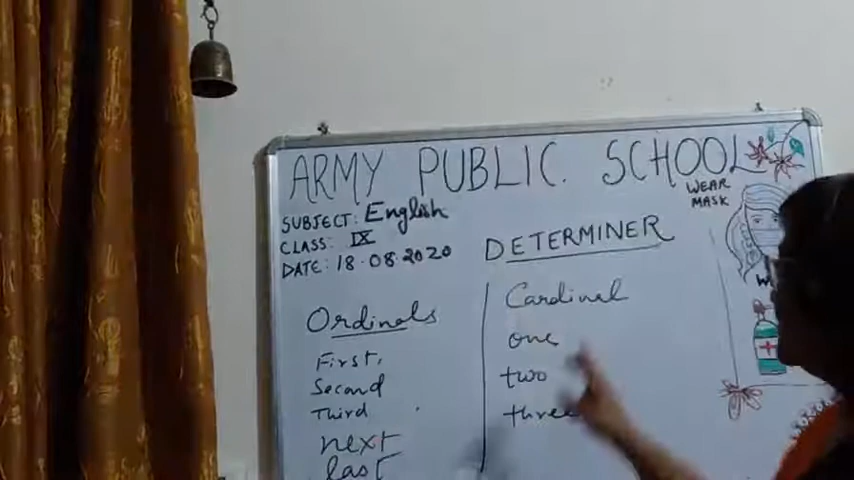 ARMY PUBLIC. SCHOOL
WEAR
MASK
SUBJECT: English
CLASS: IX
DATE: 18.08.2020
DETERMINER
Ordinals
First,
Second
Third
next
last
Cardinal
one
two
three